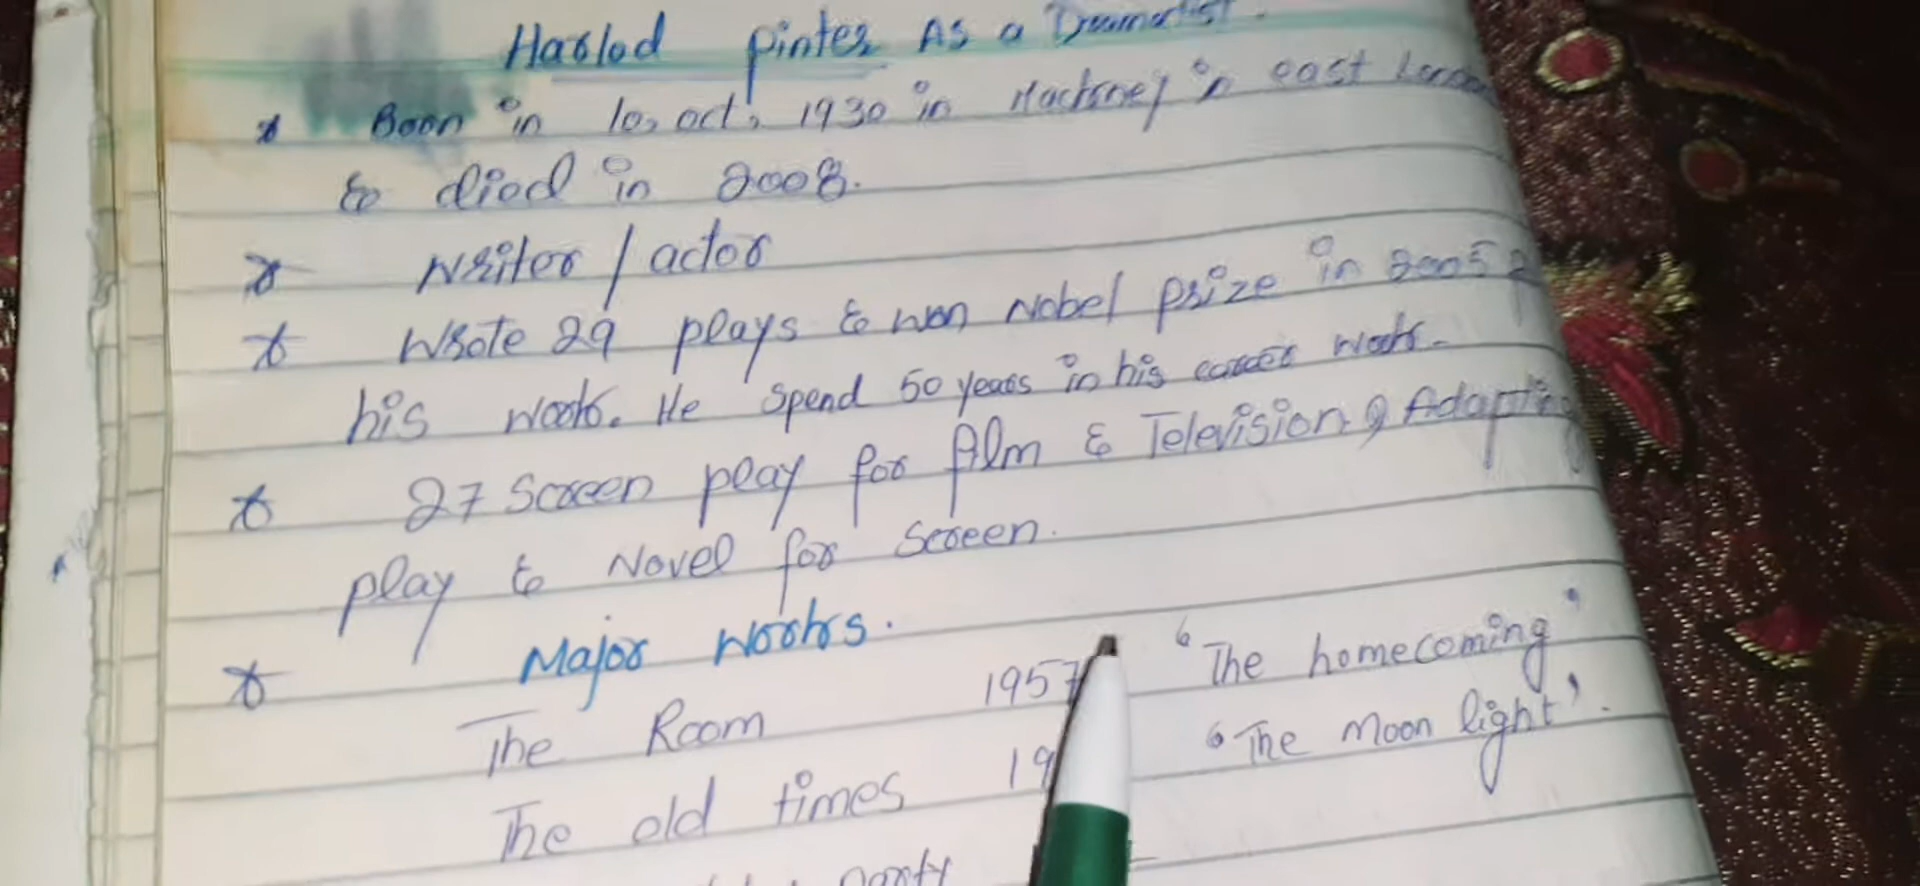 Harlod pinter As a Dramatist.
* Boon in 10, oct, 1930 in Hackney in east London
& died in 2008.
* Writer / actor
* Wrote 29 plays & won Nobel prize in 2005
his work. He spend 50 years in his career work.
* 27 Screen play for film & Television, Adapting
play & Novel for Screen.
* Major works.
The Room 1957 'The homecoming'
The old times 19 'The Moon light'.
party